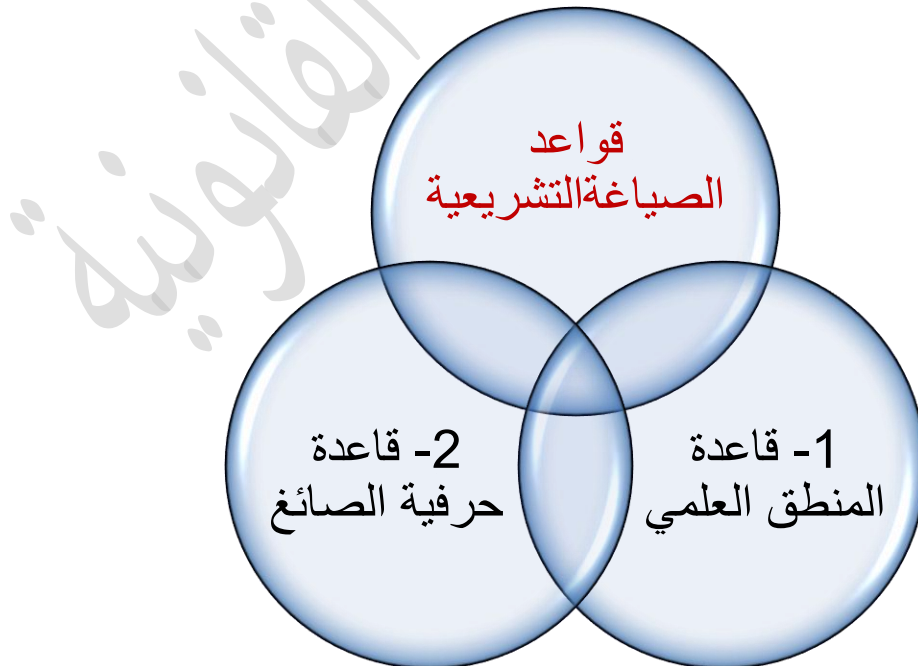 القانونية
قواعد
الصياغةالتشريعية
1- قاعدة
المنطق العلمي
2- قاعدة
حرفية الصائغ